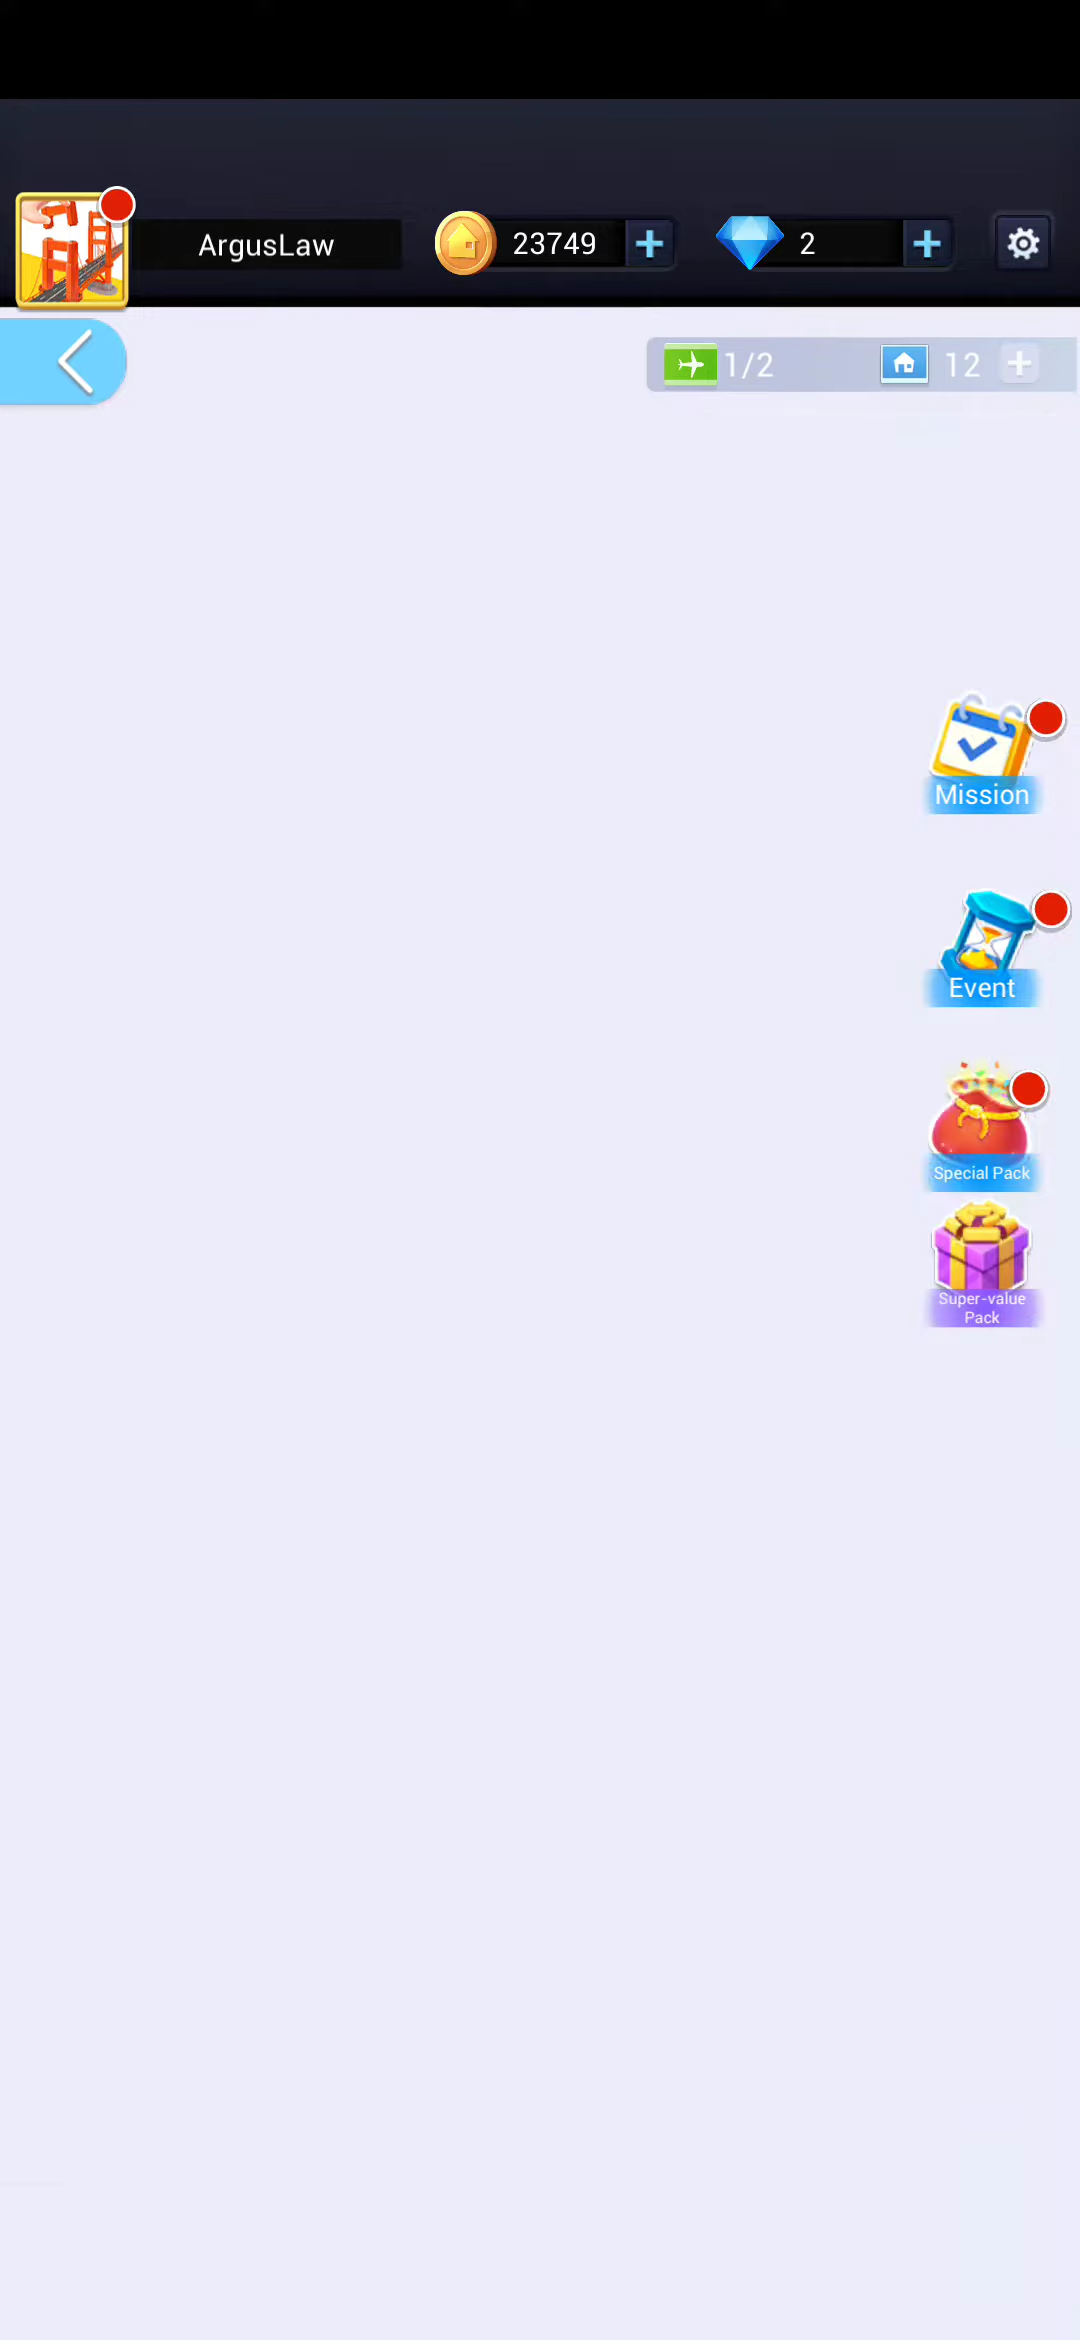 ArgusLaw
23749
2
1/2
12
Mission
Event
Special Pack
Super-value
Pack